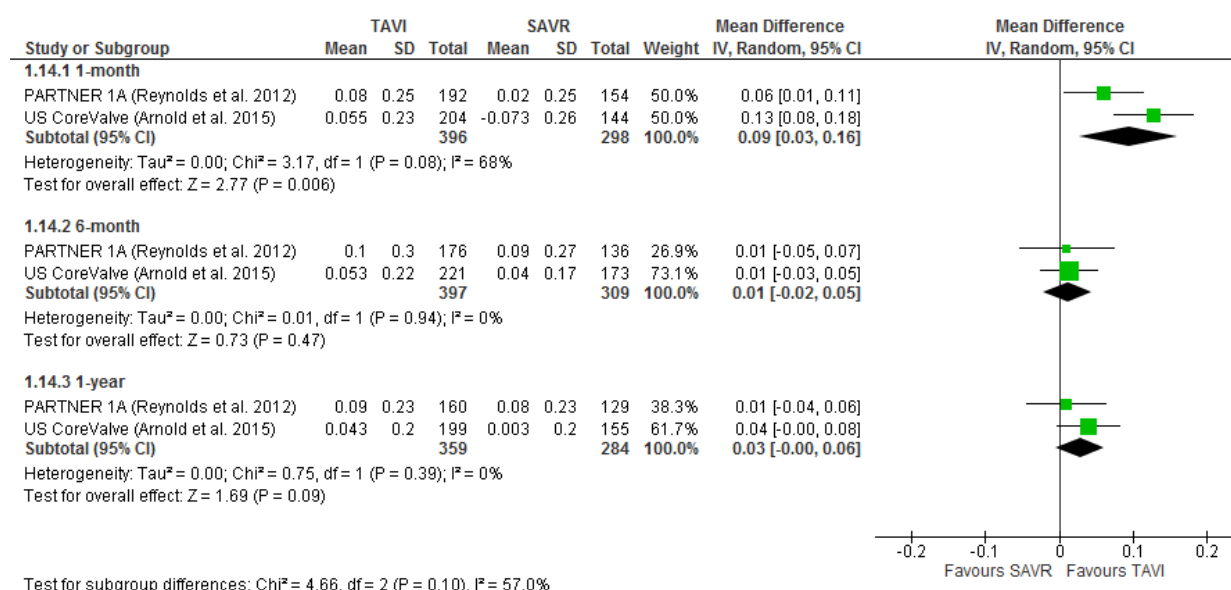 TAVI SAVR Mean Difference Mean Difference
Study or Subgroup Mean SD Total Mean SD Total Weight IV, Random, 95% CI IV, Random, 95% CI
1.14.1 1-month
PARTNER 1A (Reynolds et al. 2012) 0.08 0.25 192 0.02 0.25 154 50.0% 0.06 [0.01, 0.11]
US CoreValve (Arnold et al. 2015) 0.055 0.23 204 -0.073 0.26 144 50.0% 0.13 [0.08, 0.18]
Subtotal (95% CI) 396 298 100.0% 0.09 [0.03, 0.16]
Heterogeneity: Tau² = 0.00; Chi² = 3.17, df = 1 (P = 0.08); I² = 68%
Test for overall effect: Z = 2.77 (P = 0.006)
1.14.2 6-month
PARTNER 1A (Reynolds et al. 2012) 0.1 0.3 176 0.09 0.27 136 26.9% 0.01 [-0.05, 0.07]
US CoreValve (Arnold et al. 2015) 0.053 0.22 221 0.04 0.17 173 73.1% 0.01 [-0.03, 0.05]
Subtotal (95% CI) 397 309 100.0% 0.01 [-0.02, 0.05]
Heterogeneity: Tau² = 0.00; Chi² = 0.01, df = 1 (P = 0.94); I² = 0%
Test for overall effect: Z = 0.73 (P = 0.47)
1.14.3 1-year
PARTNER 1A (Reynolds et al. 2012) 0.09 0.23 160 0.08 0.23 129 38.3% 0.01 [-0.04, 0.06]
US CoreValve (Arnold et al. 2015) 0.043 0.2 199 0.003 0.2 155 61.7% 0.04 [-0.00, 0.08]
Subtotal (95% CI) 359 284 100.0% 0.03 [-0.00, 0.06]
Heterogeneity: Tau² = 0.00; Chi² = 0.75, df = 1 (P = 0.39); I² = 0%
Test for overall effect: Z = 1.69 (P = 0.09)
-0.2 -0.1 0 0.1 0.2
Favours SAVR Favours TAVI
Test for subgroup differences: Chi² = 4.66, df = 2 (P = 0.10), I² = 57.0%